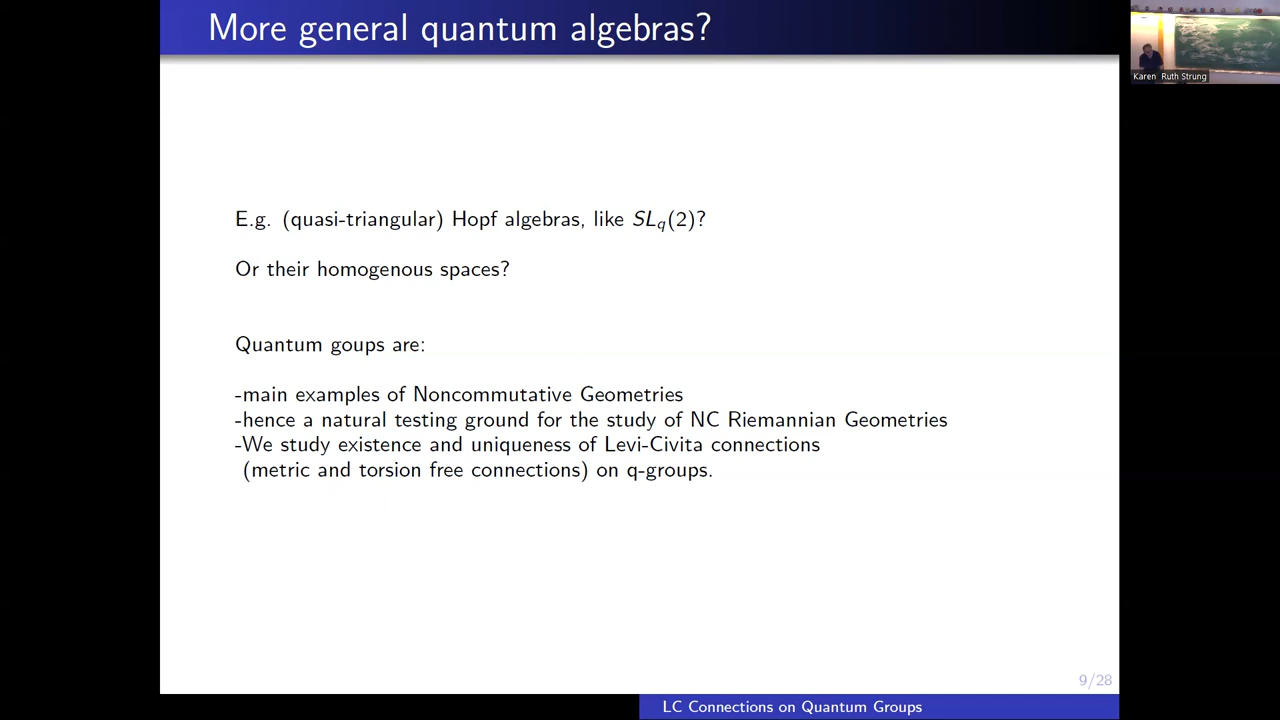 More general quantum algebras?
Karen Ruth Strung
E.g. (quasi-triangular) Hopf algebras, like SL_q(2)?
Or their homogenous spaces?
Quantum goups are:
-main examples of Noncommutative Geometries
-hence a natural testing ground for the study of NC Riemannian Geometries
-We study existence and uniqueness of Levi-Civita connections
(metric and torsion free connections) on q-groups.
9/28
LC Connections on Quantum Groups